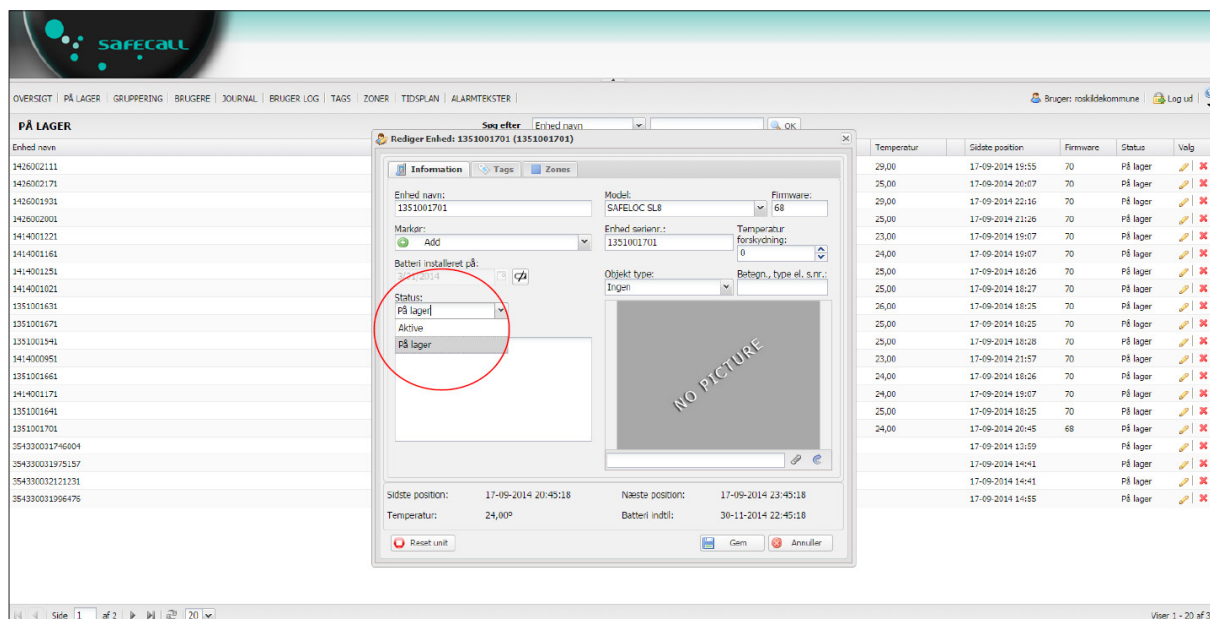 SAFECALL
OVERSIGT | PÅ LAGER | GRUPPERING | BRUGERE | JOURNAL | BRUGER LOG | TAGS | ZONER | TIDSPLAN | ALARMTEKSTER |
Bruger: roskildekommune | Log ud |
PÅ LAGER
Søg efter Enhed navn OK
Enhed navn Temperatur Sidste position Firmware Status Valg
1426002111 29,00 17-09-2014 19:55 70 På lager
1426002171 25,00 17-09-2014 20:07 70 På lager
1426001931 29,00 17-09-2014 22:16 70 På lager
1426002001 25,00 17-09-2014 21:26 70 På lager
1414001221 23,00 17-09-2014 19:07 70 På lager
1414001161 24,00 17-09-2014 19:07 70 På lager
1414001251 25,00 17-09-2014 18:26 70 På lager
1414001021 25,00 17-09-2014 18:27 70 På lager
1351001631 26,00 17-09-2014 18:25 70 På lager
1351001671 25,00 17-09-2014 18:25 70 På lager
1351001541 25,00 17-09-2014 18:28 70 På lager
1414000951 23,00 17-09-2014 21:57 70 På lager
1351001661 24,00 17-09-2014 18:26 70 På lager
1414001171 24,00 17-09-2014 19:07 70 På lager
1351001641 25,00 17-09-2014 18:25 70 På lager
1351001701 24,00 17-09-2014 20:45 68 På lager
354330031746004 17-09-2014 13:59 På lager
354330031975157 17-09-2014 14:41 På lager
354330032121231 17-09-2014 14:41 På lager
354330031996476 17-09-2014 14:55 På lager
Rediger Enhed: 1351001701 (1351001701)
Information Tags Zones
Enhed navn: Model: Firmware:
1351001701 SAFELOC SL8 68
Markør: Enhed serienr.: Temperatur forskydning:
Add 1351001701 0
Batteri installeret på: Objekt type: Betegn., type el. s.nr.:
Ingen
Status:
På lager
Aktive
På lager
NO PICTURE
Sidste position: 17-09-2014 20:45:18 Næste position: 17-09-2014 23:45:18
Temperatur: 24,00º Batteri indtil: 30-11-2014 22:45:18
Reset unit Gem Annuller
Side 1 af 2 20
Viser 1 - 20 af 3